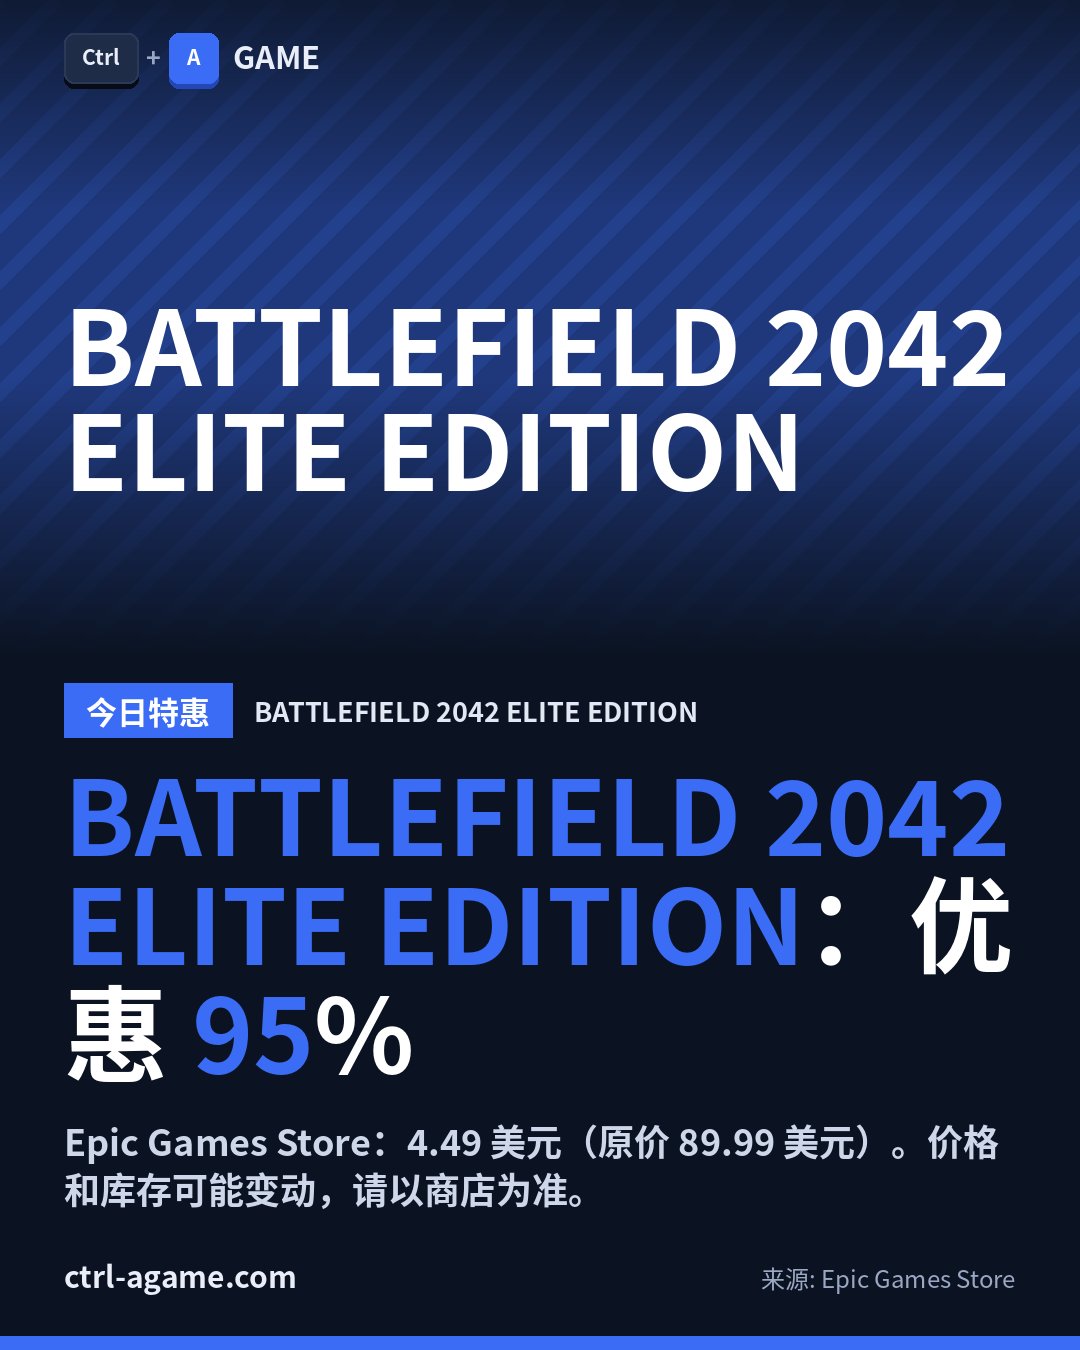 Ctrl + A GAME
BATTLEFIELD 2042
ELITE EDITION
今日特惠 BATTLEFIELD 2042 ELITE EDITION
BATTLEFIELD 2042
ELITE EDITION：优
惠 95%
Epic Games Store：4.49 美元（原价 89.99 美元）。价格
和库存可能变动，请以商店为准。
ctrl-agame.com
来源: Epic Games Store